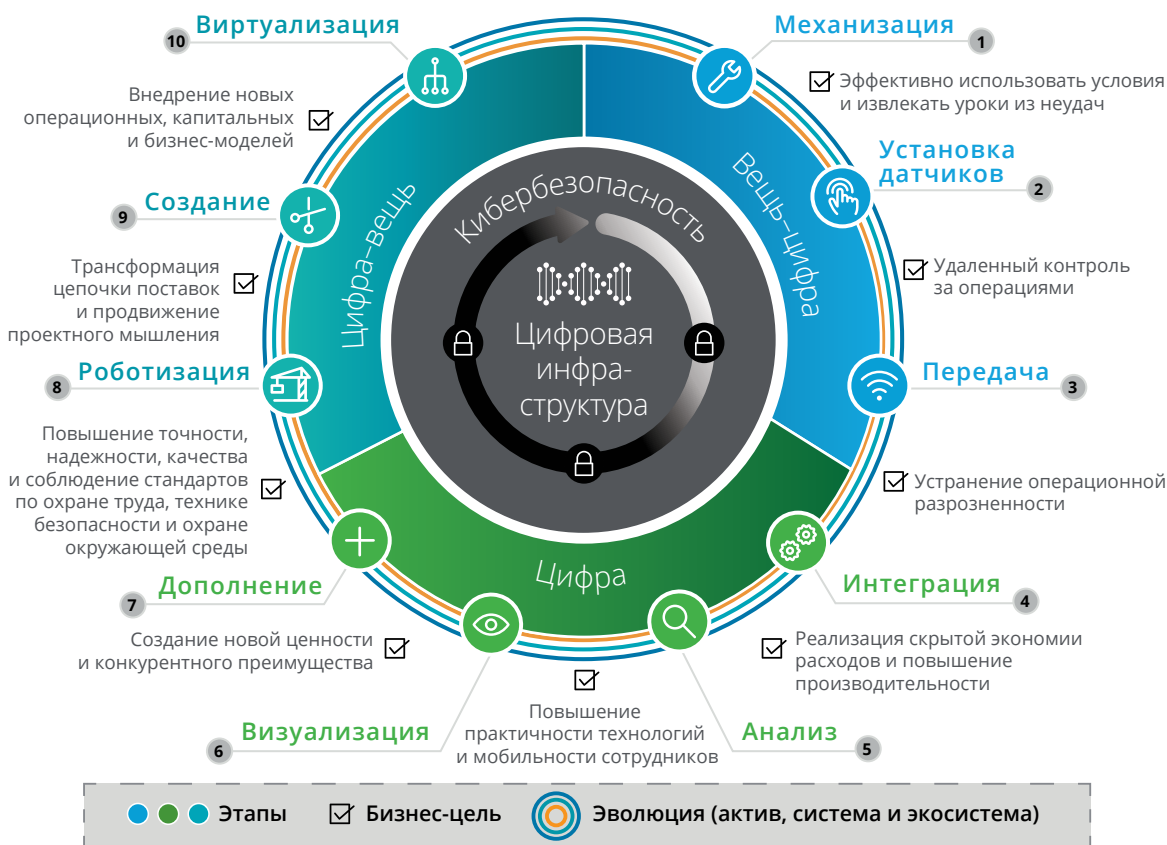 Механизация
1
Эффективно использовать условия
и извлекать уроки из неудач
Установка
датчиков
2
Удаленный контроль
за операциями
Передача
3
Устранение операционной
разрозненности
Интеграция
4
Реализация скрытой экономии
расходов и повышение
производительности
Анализ
5
Повышение
практичности технологий
и мобильности сотрудников
Визуализация
6
Создание новой ценности
и конкурентного преимущества
Дополнение
7
Повышение точности,
надежности, качества
и соблюдение стандартов
по охране труда, технике
безопасности и охране
окружающей среды
Роботизация
8
Трансформация
цепочки поставок
и продвижение
проектного мышления
Создание
9
Внедрение новых
операционных, капитальных
и бизнес-моделей
Виртуализация
10
Вещь–цифра
Цифра
Цифра–вещь
Кибербезопасность
Цифровая
инфра-
структура
Этапы
Бизнес-цель
Эволюция (актив, система и экосистема)